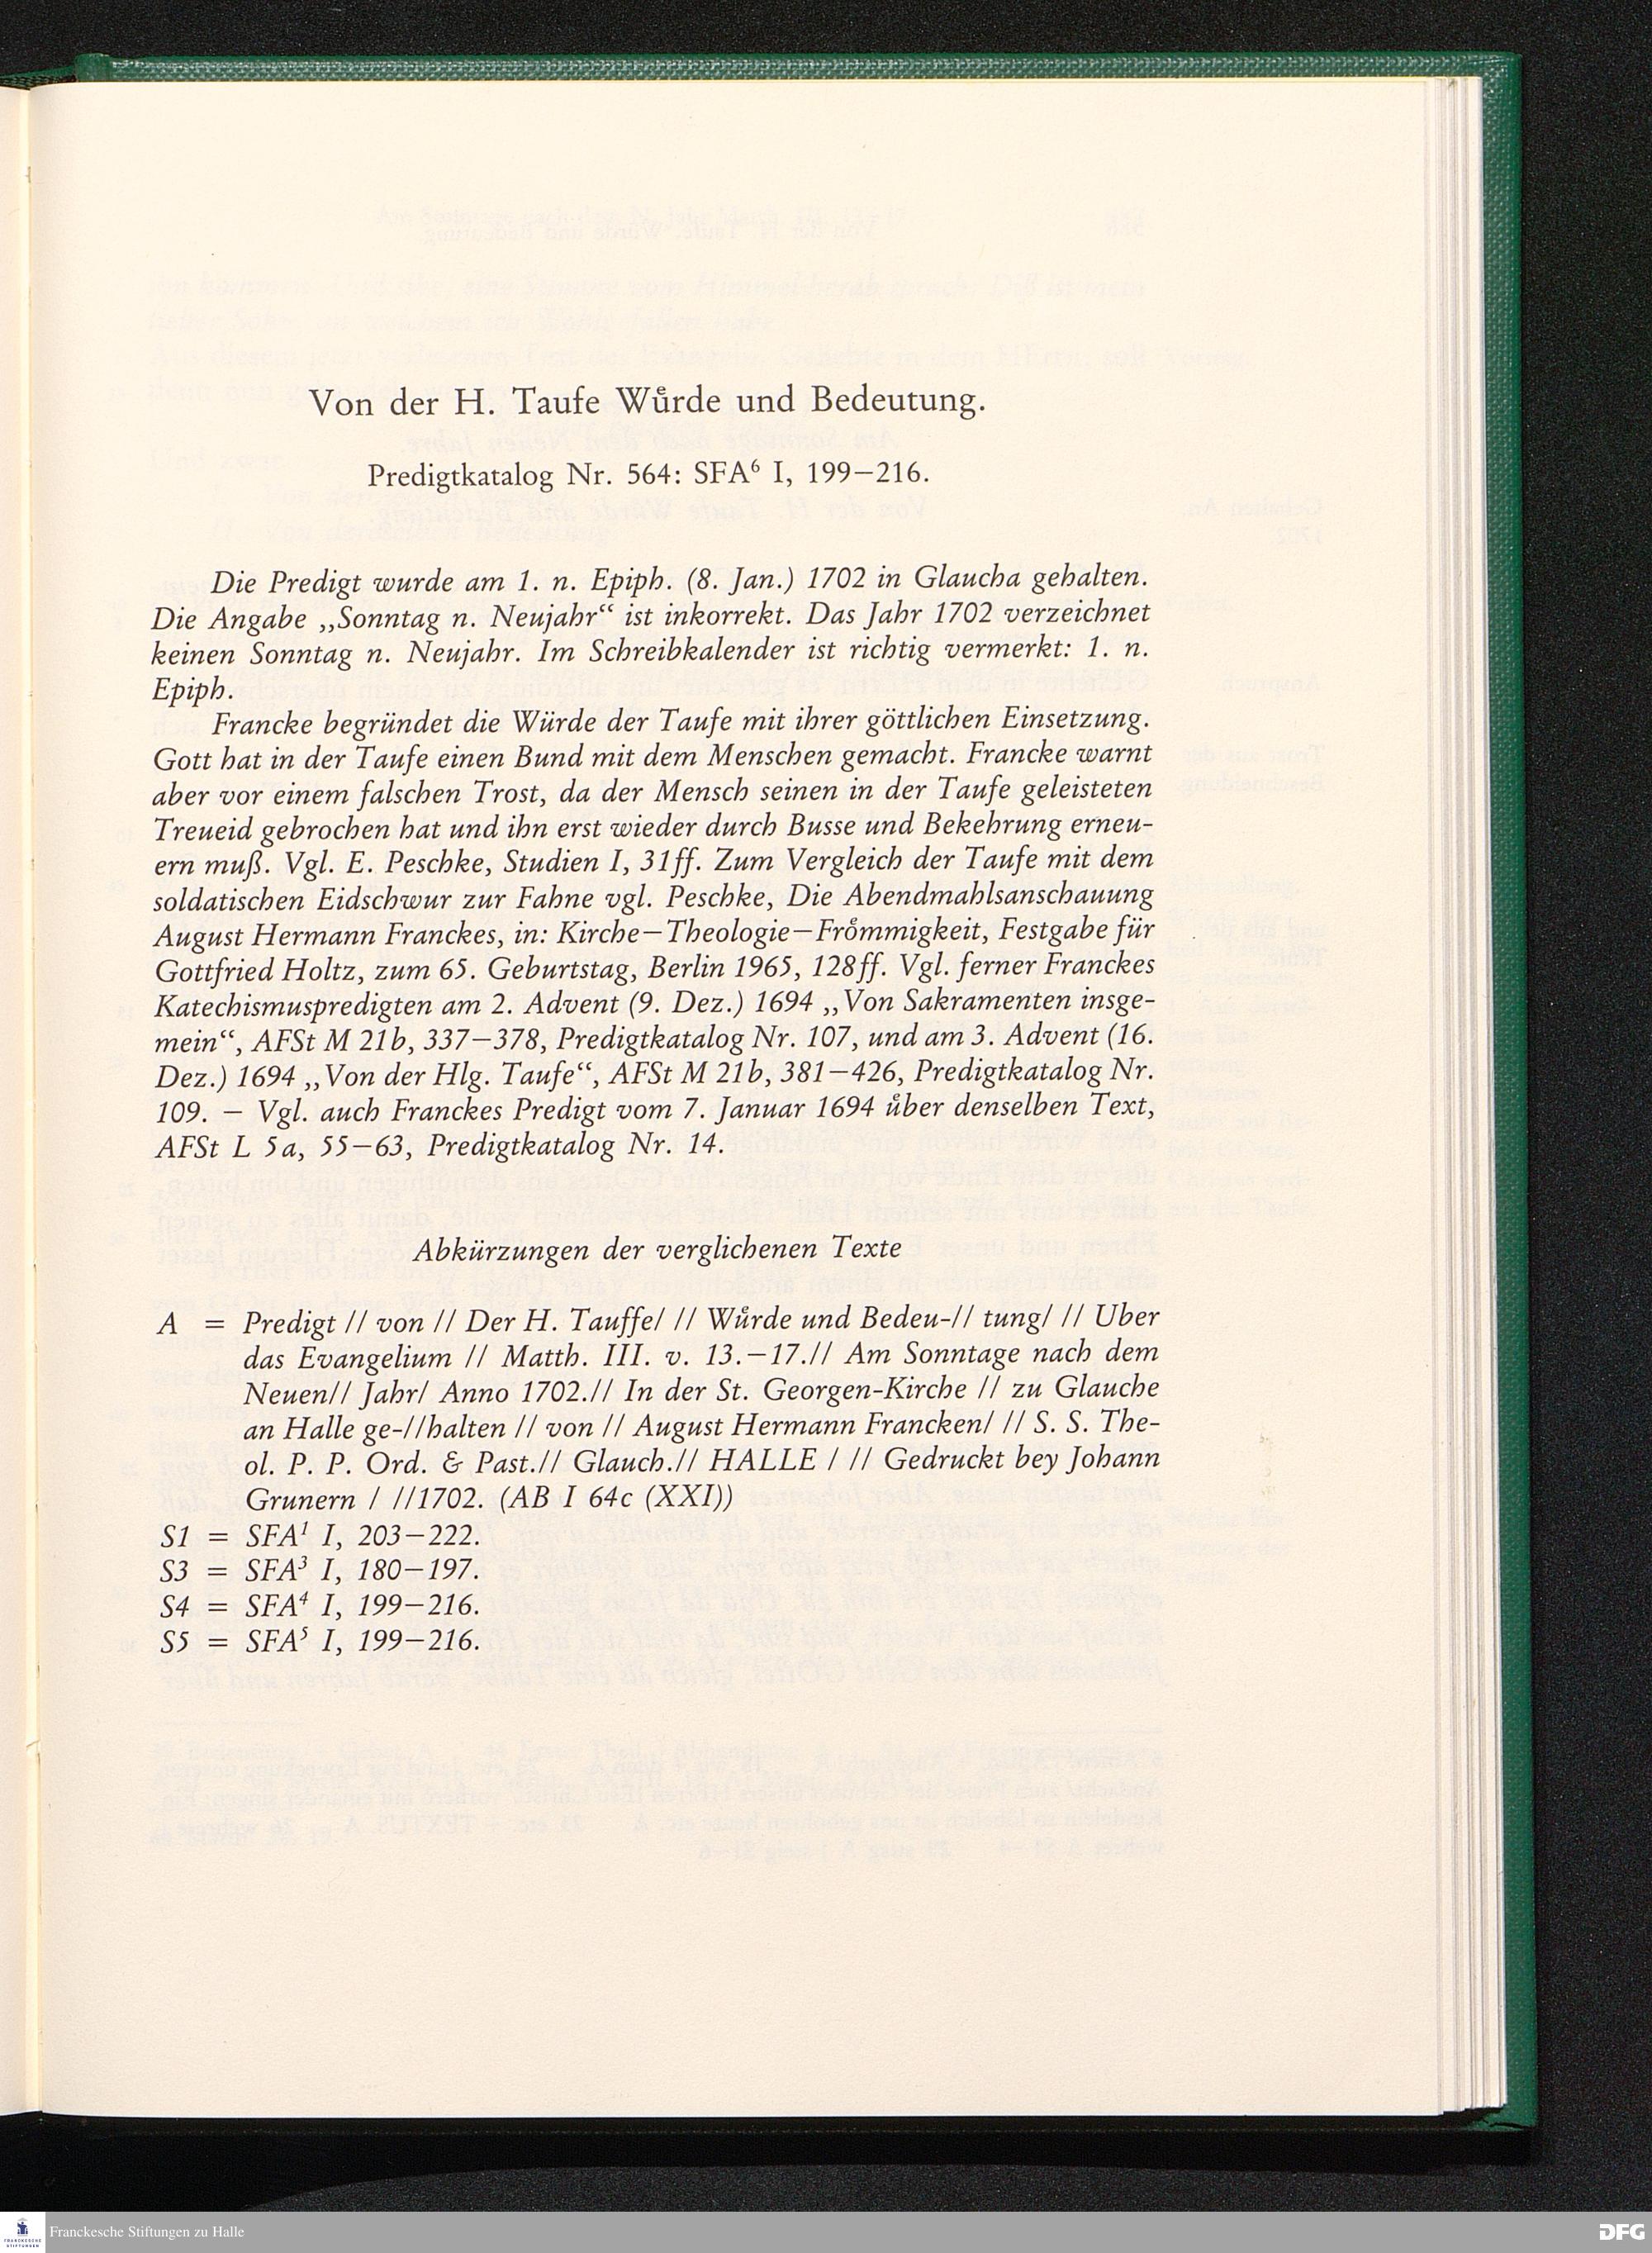 Von der H. Taufe Wuͤrde und Bedeutung.
Predigtkatalog Nr. 564: SFA⁶ I, 199—216.
Die Predigt wurde am 1. n. Epiph. (8. Jan.) 1702 in Glaucha gehalten.
Die Angabe „Sonntag n. Neujahr“ ist inkorrekt. Das Jahr 1702 verzeichnet
keinen Sonntag n. Neujahr. Im Schreibkalender ist richtig vermerkt: 1. n.
Epiph.
Francke begründet die Würde der Taufe mit ihrer göttlichen Einsetzung.
Gott hat in der Taufe einen Bund mit dem Menschen gemacht. Francke warnt
aber vor einem falschen Trost, da der Mensch seinen in der Taufe geleisteten
Treueid gebrochen hat und ihn erst wieder durch Busse und Bekehrung erneu-
ern muß. Vgl. E. Peschke, Studien I, 31ff. Zum Vergleich der Taufe mit dem
soldatischen Eidschwur zur Fahne vgl. Peschke, Die Abendmahlsanschauung
August Hermann Franckes, in: Kirche—Theologie—Froͤmmigkeit, Festgabe für
Gottfried Holtz, zum 65. Geburtstag, Berlin 1965, 128ff. Vgl. ferner Franckes
Katechismuspredigten am 2. Advent (9. Dez.) 1694 „Von Sakramenten insge-
mein“, AFSt M 21b, 337—378, Predigtkatalog Nr. 107, und am 3. Advent (16.
Dez.) 1694 „Von der Hlg. Taufe“, AFSt M 21b, 381—426, Predigtkatalog Nr.
109. — Vgl. auch Franckes Predigt vom 7. Januar 1694 uͤber denselben Text,
AFSt L 5a, 55—63, Predigtkatalog Nr. 14.
Abkürzungen der verglichenen Texte
A = Predigt // von // Der H. Tauffe/ // Wuͤrde und Bedeu-// tung/ // Uber
das Evangelium // Matth. III. v. 13.—17.// Am Sonntage nach dem
Neuen// Jahr/ Anno 1702.// In der St. Georgen-Kirche // zu Glauche
an Halle ge-//halten // von // August Hermann Francken/ // S. S. The-
ol. P. P. Ord. & Past.// Glauch.// HALLE / // Gedruckt bey Johann
Grunern / //1702. (AB I 64c (XXI))
S1 = SFA¹ I, 203—222.
S3 = SFA³ I, 180—197.
S4 = SFA⁴ I, 199—216.
S5 = SFA⁵ I, 199—216.
Franckesche Stiftungen zu Halle
DFG